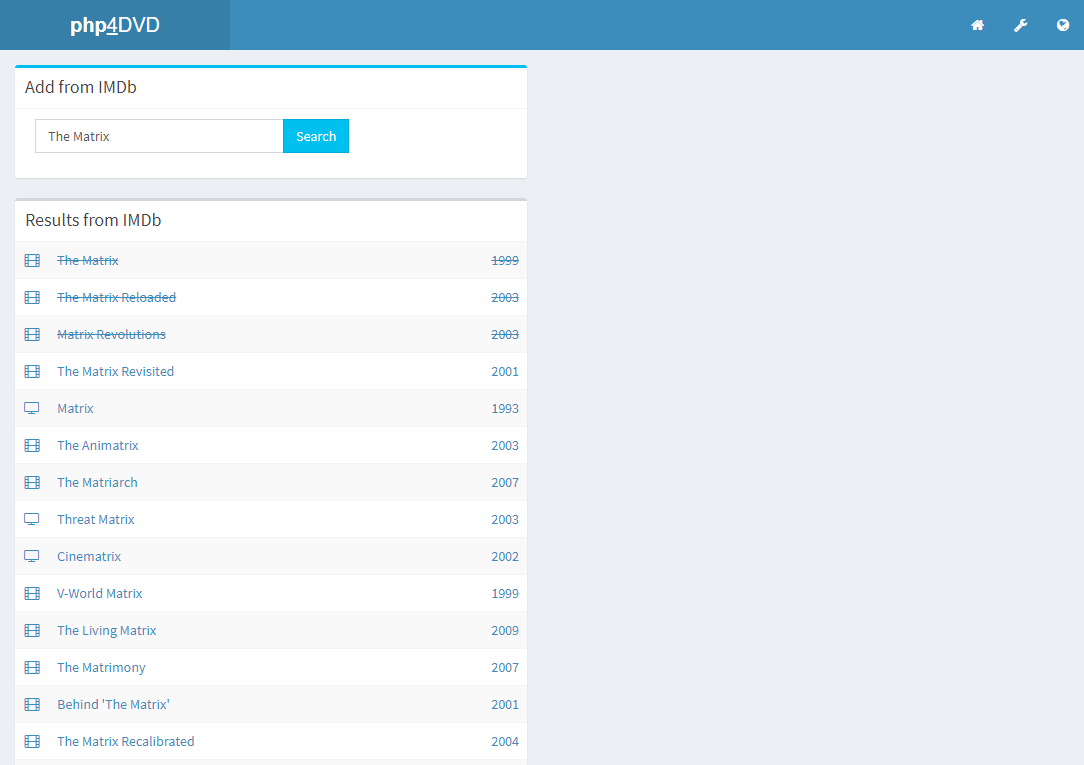 php4DVD
Add from IMDb
The Matrix Search
Results from IMDb
The Matrix 1999
The Matrix Reloaded 2003
Matrix Revolutions 2003
The Matrix Revisited 2001
Matrix 1993
The Animatrix 2003
The Matriarch 2007
Threat Matrix 2003
Cinematrix 2002
V-World Matrix 1999
The Living Matrix 2009
The Matrimony 2007
Behind 'The Matrix' 2001
The Matrix Recalibrated 2004